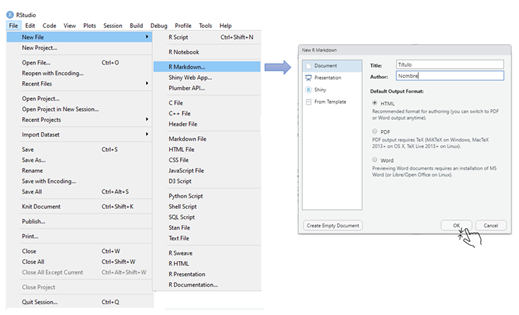 RStudio
File Edit Code View Plots Session Build Debug Profile Tools Help
New File
New Project...
Open File... Ctrl+O
Reopen with Encoding...
Recent Files
Open Project...
Open Project in New Session...
Recent Projects
Import Dataset
Save Ctrl+S
Save As...
Rename
Save with Encoding...
Save All Ctrl+Alt+S
Knit Document Ctrl+Shift+K
Publish...
Print...
Close Ctrl+W
Close All Ctrl+Shift+W
Close All Except Current Ctrl+Alt+Shift+W
Close Project
Quit Session... Ctrl+Q
R Script Ctrl+Shift+N
R Notebook
R Markdown...
Shiny Web App...
Plumber API...
C File
C++ File
Header File
Markdown File
HTML File
CSS File
JavaScript File
D3 Script
Python Script
Shell Script
SQL Script
Stan File
Text File
R Sweave
R HTML
R Presentation
R Documentation...
New R Markdown
Document
Presentation
Shiny
From Template
Title: Título
Author: Nombre
Default Output Format:
HTML
Recommended format for authoring (you can switch to PDF
or Word output anytime).
PDF
PDF output requires TeX (MiKTeX on Windows, MacTeX
2013+ on OS X, TeX Live 2013+ on Linux).
Word
Previewing Word documents requires an installation of MS
Word (or Libre/Open Office on Linux).
Create Empty Document
OK
Cancel